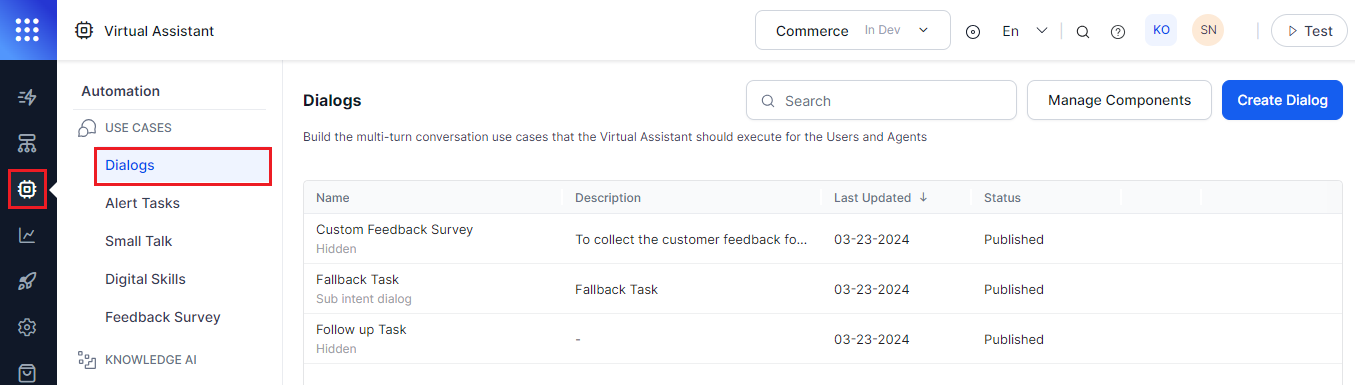 Virtual Assistant
Commerce In Dev
En
KO
SN
Test
Automation
USE CASES
Dialogs
Alert Tasks
Small Talk
Digital Skills
Feedback Survey
KNOWLEDGE AI
Dialogs
Search
Manage Components
Create Dialog
Build the multi-turn conversation use cases that the Virtual Assistant should execute for the Users and Agents
Name Description Last Updated ↓ Status
Custom Feedback Survey
Hidden
To collect the customer feedback fo... 03-23-2024 Published
Fallback Task
Sub intent dialog
Fallback Task 03-23-2024 Published
Follow up Task
Hidden
- 03-23-2024 Published